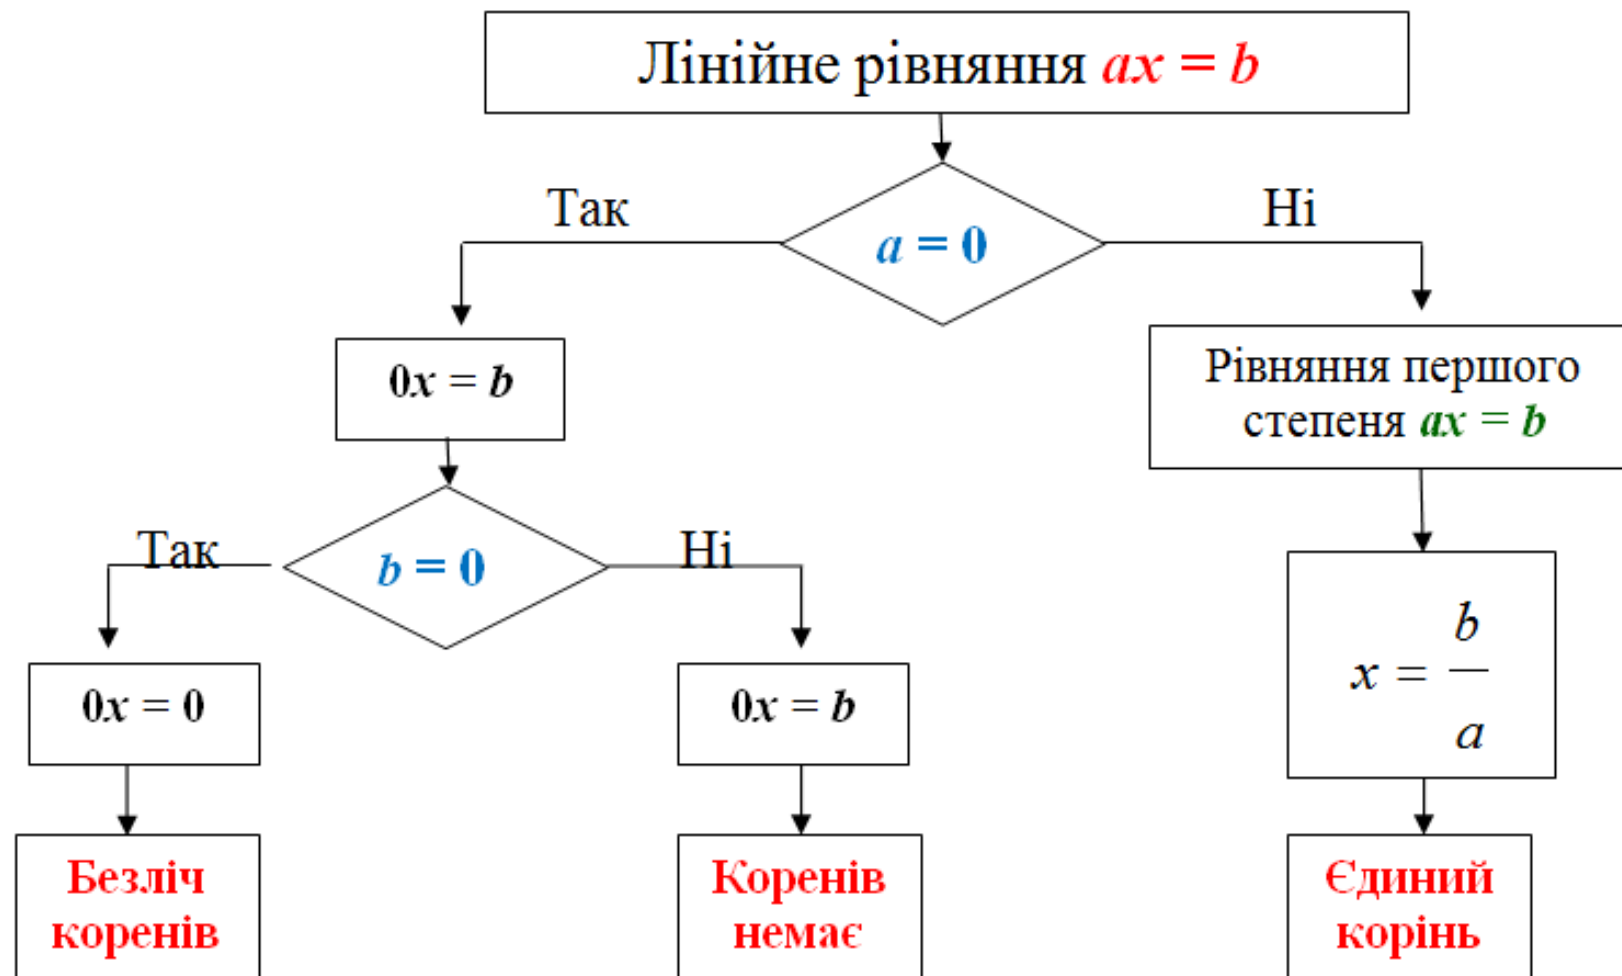 Лінійне рівняння ax = b
Так
Ні
a = 0
0x = b
Рівняння першого
степеня ax = b
Так
Ні
b = 0
x = b/a
0x = 0
0x = b
Безліч
коренів
Коренів
немає
Єдиний
корінь